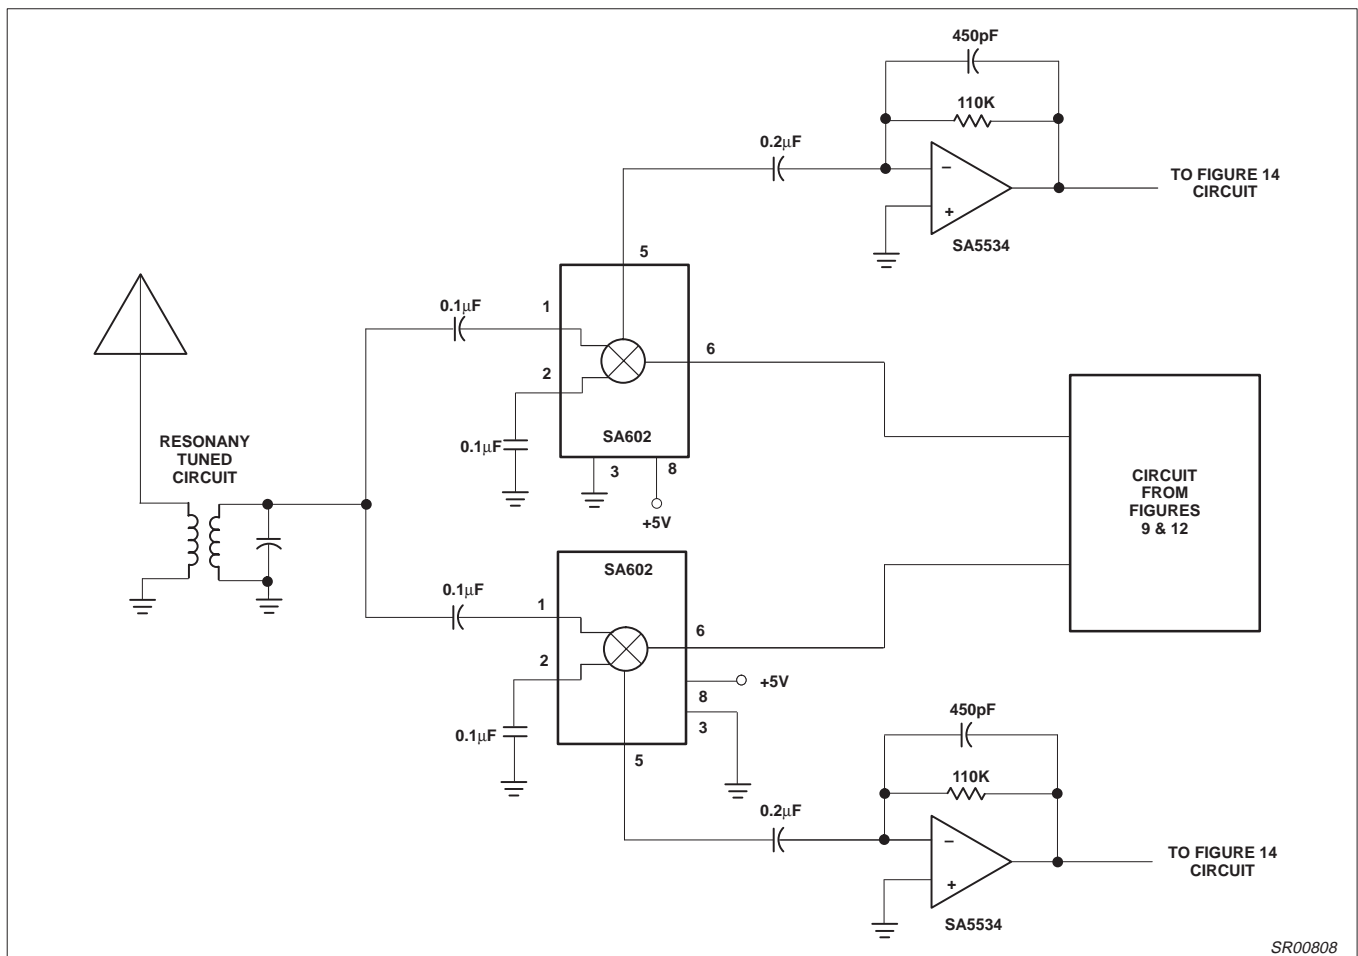 450pF
110K
0.2µF
TO FIGURE 14
CIRCUIT
SA5534
5
0.1µF
1
6
2
0.1µF
SA602
3
8
+5V
RESONANY
TUNED
CIRCUIT
CIRCUIT
FROM
FIGURES
9 & 12
SA602
0.1µF
1
6
2
+5V
8
0.1µF
3
5
450pF
110K
0.2µF
TO FIGURE 14
CIRCUIT
SA5534
SR00808
− 
+
−
+